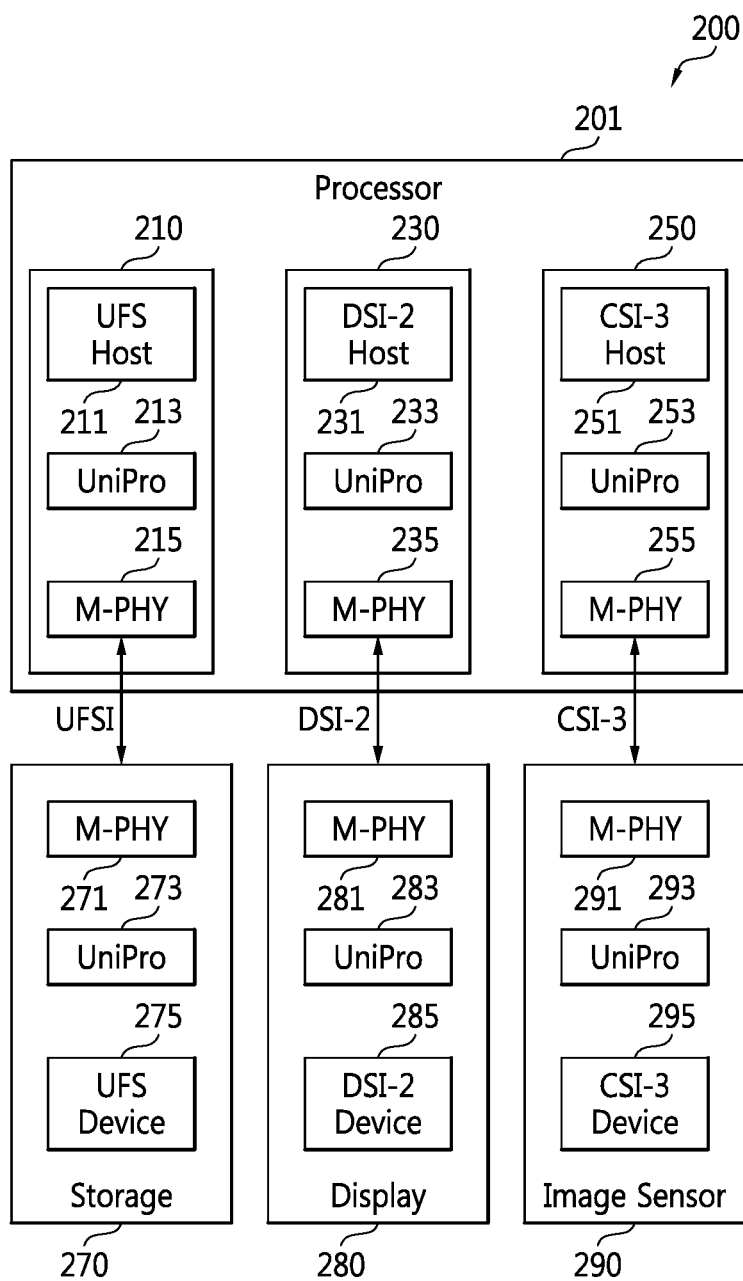 200
201
Processor
210 230 250
UFS Host DSI-2 Host CSI-3 Host
211 213 231 233 251 253
UniPro UniPro UniPro
215 235 255
M-PHY M-PHY M-PHY
UFSI DSI-2 CSI-3
M-PHY M-PHY M-PHY
271 273 281 283 291 293
UniPro UniPro UniPro
275 285 295
UFS Device DSI-2 Device CSI-3 Device
Storage Display Image Sensor
270 280 290